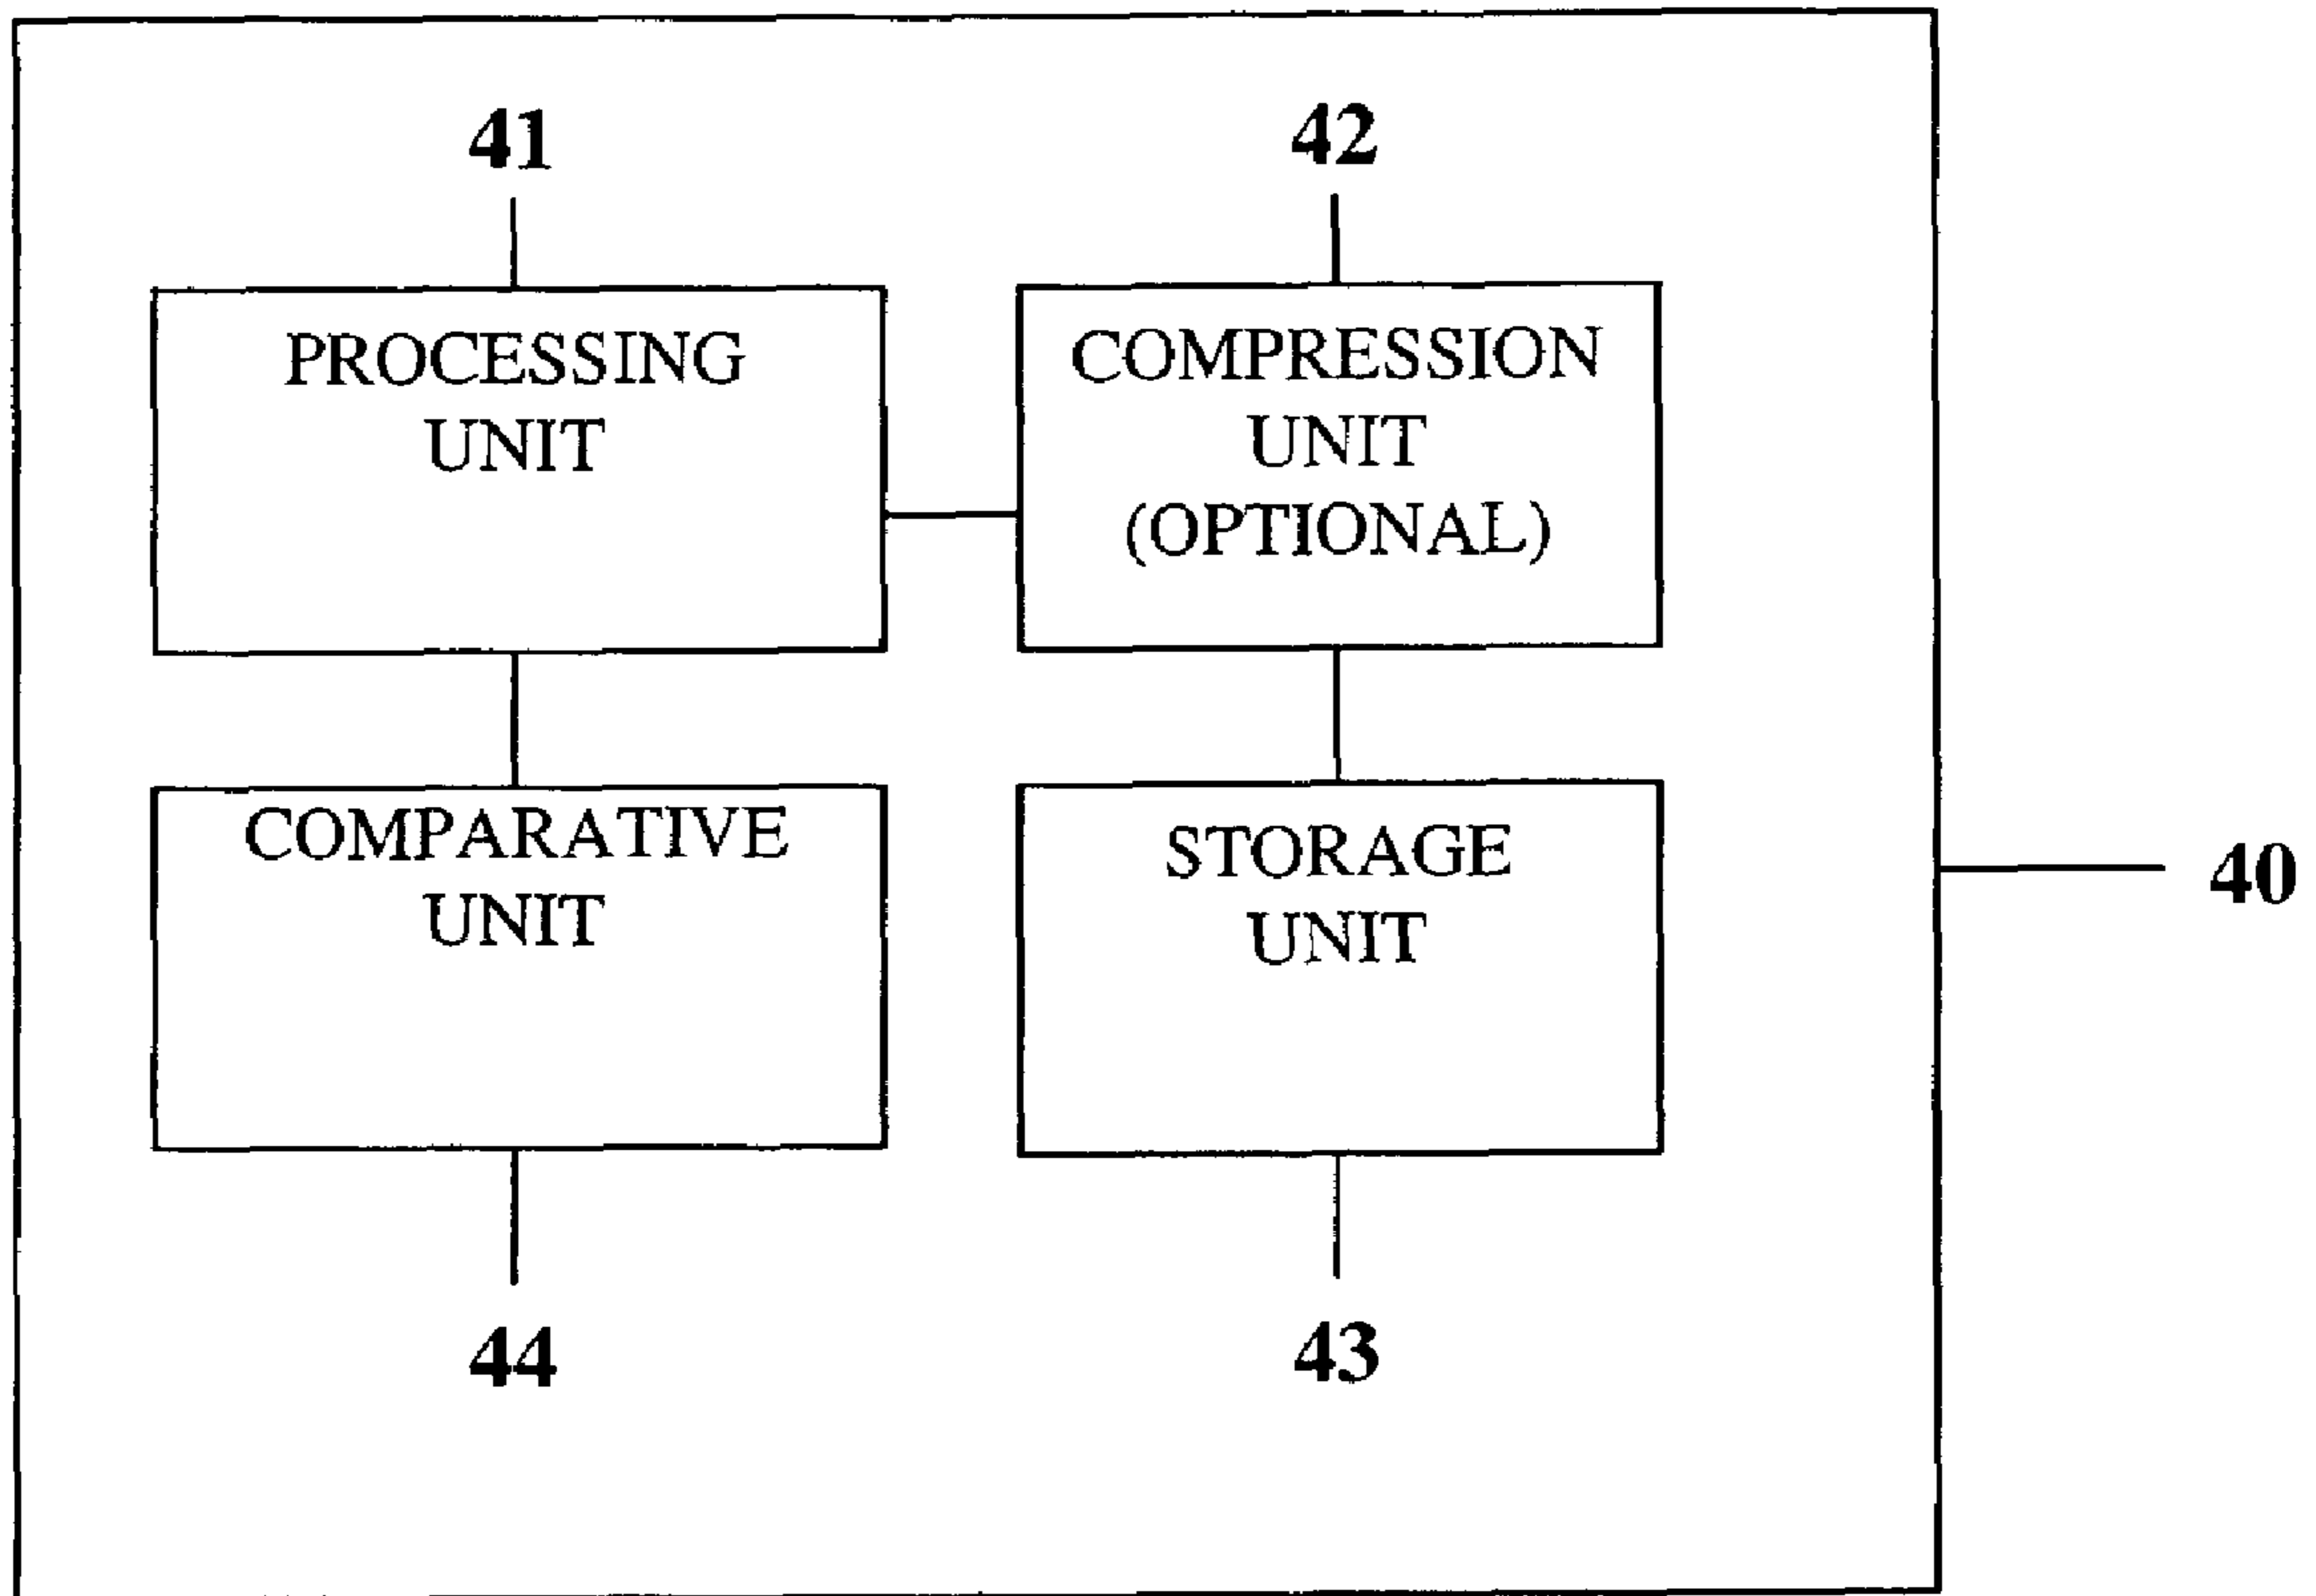 41
42
PROCESSING
UNIT
COMPRESSION
UNIT
(OPTIONAL)
COMPARATIVE
UNIT
STORAGE
UNIT
40
44
43